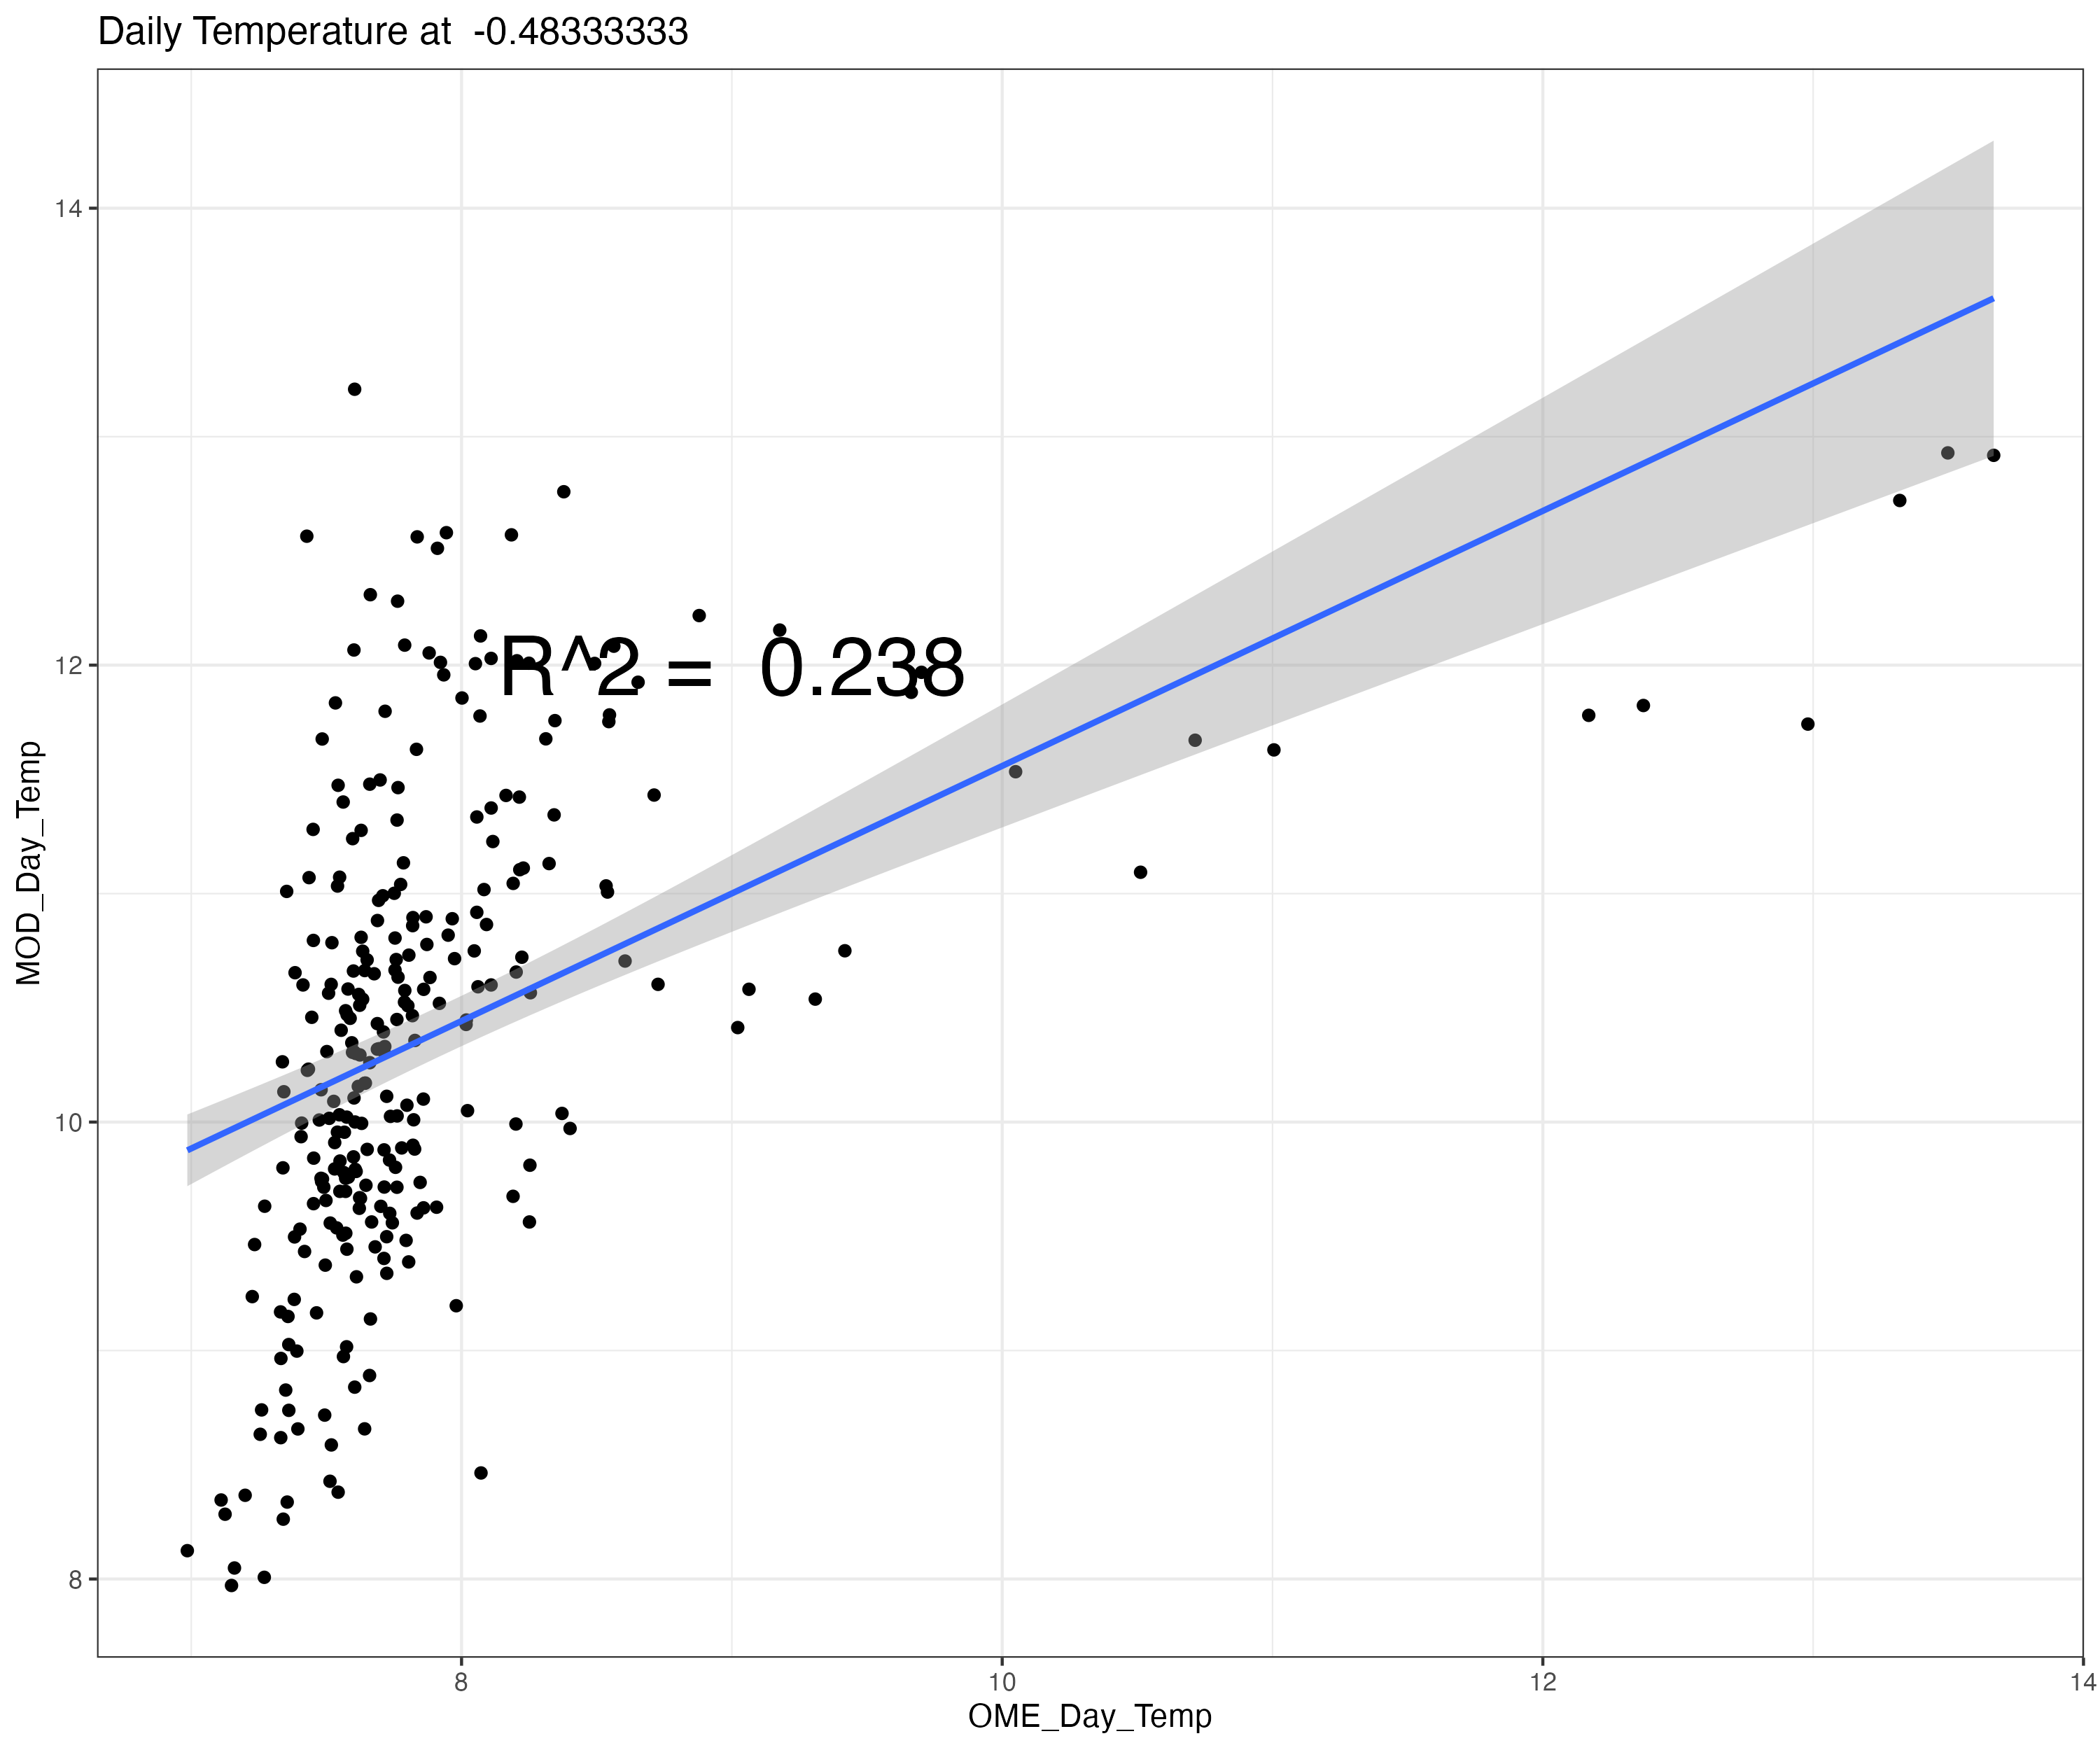 Daily Temperature at  -0.48333333
14
12
10
8
MOD_Day_Temp
R^2 =  0.238
8
10
12
14
OME_Day_Temp